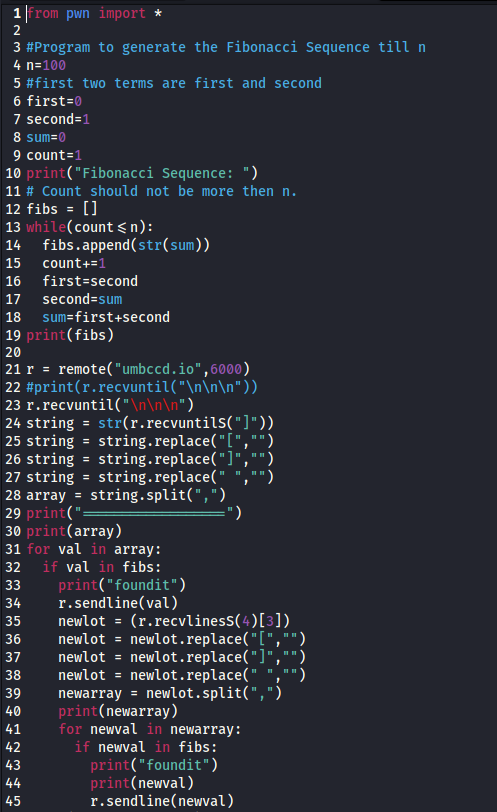 1 from pwn import *
2
3 #Program to generate the Fibonacci Sequence till n
4 n=100
5 #first two terms are first and second
6 first=0
7 second=1
8 sum=0
9 count=1
10 print("Fibonacci Sequence: ")
11 # Count should not be more then n.
12 fibs = []
13 while(count<=n):
14   fibs.append(str(sum))
15   count+=1
16   first=second
17   second=sum
18   sum=first+second
19 print(fibs)
20
21 r = remote("umbccd.io",6000)
22 #print(r.recvuntil("\n\n\n"))
23 r.recvuntil("\n\n\n")
24 string = str(r.recvuntilS("]"))
25 string = string.replace("[","")
26 string = string.replace("]","")
27 string = string.replace(" ","")
28 array = string.split(",")
29 print("==================")
30 print(array)
31 for val in array:
32   if val in fibs:
33     print("foundit")
34     r.sendline(val)
35     newlot = (r.recvlinesS(4)[3])
36     newlot = newlot.replace("[","")
37     newlot = newlot.replace("]","")
38     newlot = newlot.replace(" ","")
39     newarray = newlot.split(",")
40     print(newarray)
41     for newval in newarray:
42       if newval in fibs:
43         print("foundit")
44         print(newval)
45         r.sendline(newval)